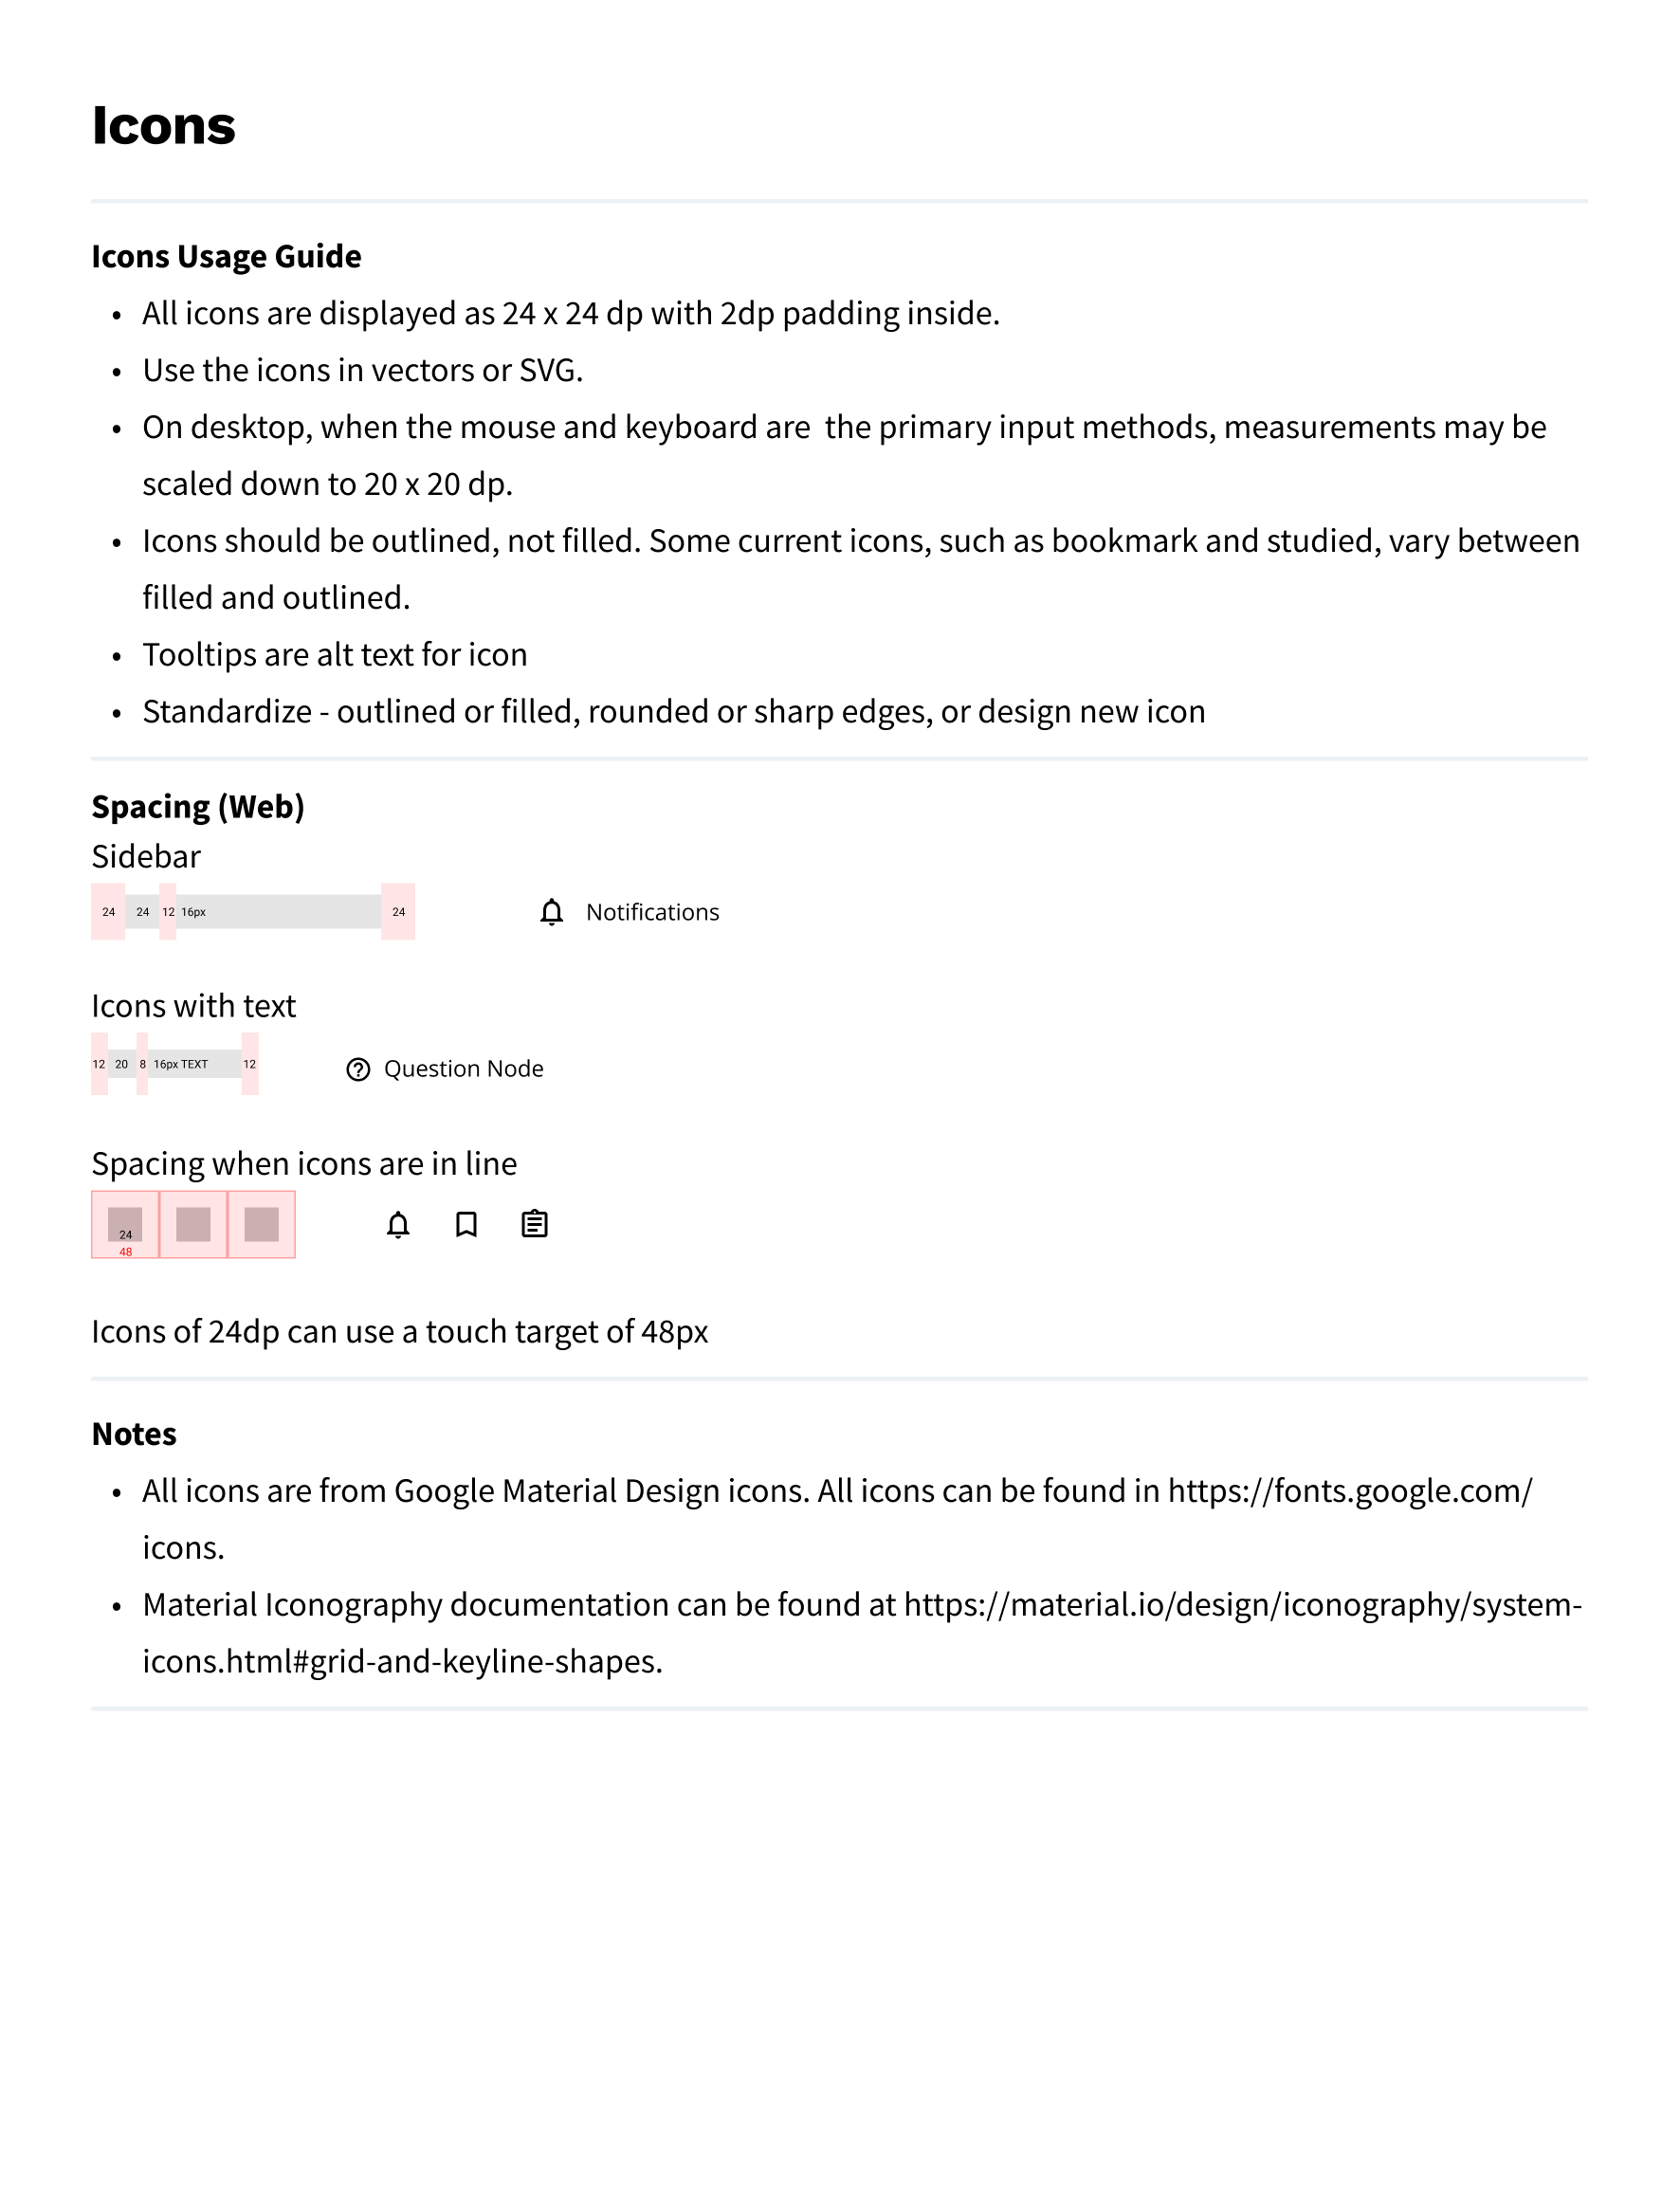 Icons
Icons Usage Guide
• All icons are displayed as 24 x 24 dp with 2dp padding inside.
• Use the icons in vectors or SVG.
• On desktop, when the mouse and keyboard are  the primary input methods, measurements may be
scaled down to 20 x 20 dp.
• Icons should be outlined, not filled. Some current icons, such as bookmark and studied, vary between
filled and outlined.
• Tooltips are alt text for icon
• Standardize - outlined or filled, rounded or sharp edges, or design new icon
Spacing (Web)
Sidebar
24 24 12 16px 24 Notifications
Icons with text
12 20 8 16px TEXT 12 Question Node
Spacing when icons are in line
24
48
Icons of 24dp can use a touch target of 48px
Notes
• All icons are from Google Material Design icons. All icons can be found in https://fonts.google.com/
icons.
• Material Iconography documentation can be found at https://material.io/design/iconography/system-
icons.html#grid-and-keyline-shapes.